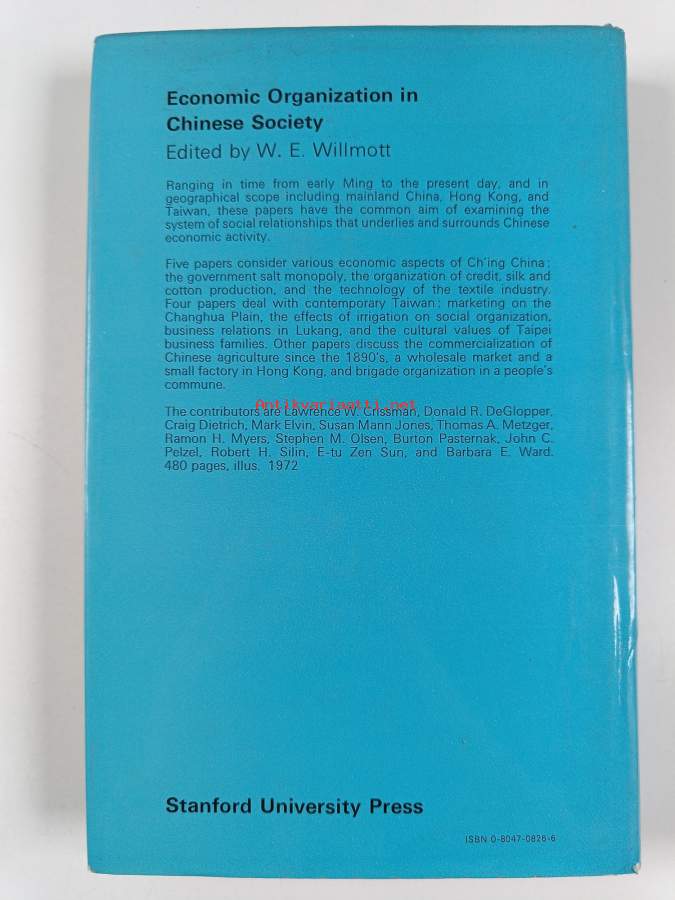 Economic Organization in
Chinese Society
Edited by W. E. Willmott
Ranging in time from early Ming to the present day, and in
geographical scope including mainland China, Hong Kong, and
Taiwan, these papers have the common aim of examining the
system of social relationships that underlies and surrounds Chinese
economic activity.
Five papers consider various economic aspects of Ch'ing China;
the government salt monopoly, the organization of credit, silk and
cotton production, and the technology of the textile industry.
Four papers deal with contemporary Taiwan; marketing on the
Changhua Plain, the effects of irrigation on social organization,
business relations in Lukang, and the cultural values of Taipei
business families. Other papers discuss the commercialization of
Chinese agriculture since the 1890's, a wholesale market and a
small factory in Hong Kong, and brigade organization in a people's
commune.
Antikvariaatti.net
The contributors are Lawrence W. Crissman, Donald R. DeGlopper,
Craig Dietrich, Mark Elvin, Susan Mann Jones, Thomas A. Metzger,
Ramon H. Myers, Stephen M. Olsen, Burton Pasternak, John C.
Pelzel, Robert H. Silin, E-tu Zen Sun, and Barbara E. Ward.
480 pages, illus. 1972
Stanford University Press
ISBN 0-8047-0826-6